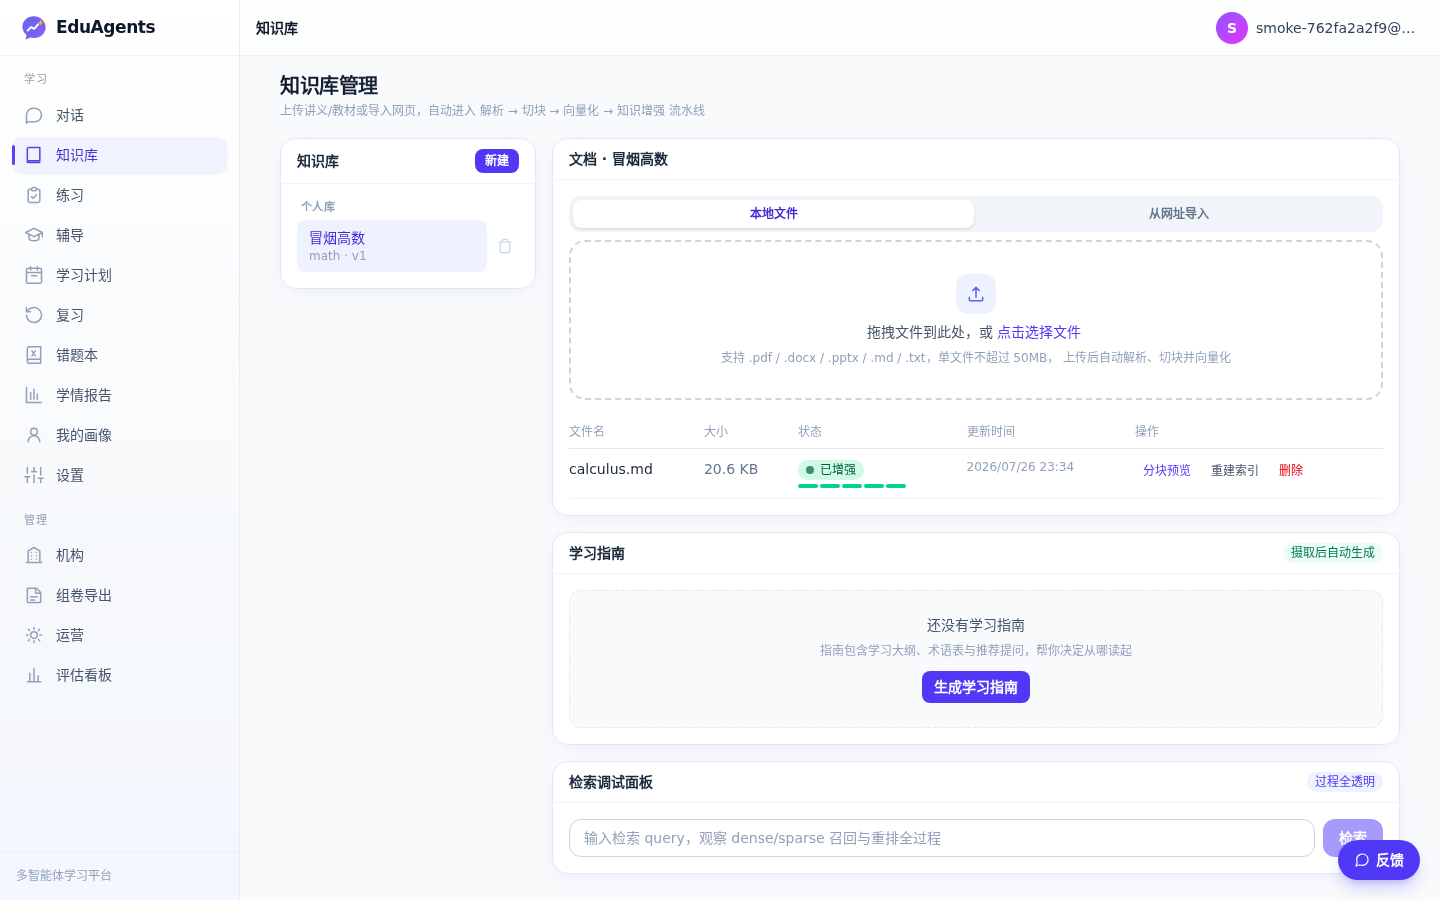 EduAgents
知识库
smoke-762fa2a2f9@...
S
学习
对话
知识库
练习
辅导
学习计划
复习
错题本
学情报告
我的画像
设置
管理
机构
组卷导出
运营
评估看板
多智能体学习平台
知识库管理
上传讲义/教材或导入网页，自动进入 解析 → 切块 → 向量化 → 知识增强 流水线
知识库
新建
个人库
冒烟高数
math · v1
文档 · 冒烟高数
本地文件
从网址导入
拖拽文件到此处，或 点击选择文件
支持 .pdf / .docx / .pptx / .md / .txt，单文件不超过 50MB， 上传后自动解析、切块并向量化
文件名 大小 状态 更新时间 操作
calculus.md 20.6 KB 已增强 2026/07/26 23:34 分块预览 重建索引 删除
学习指南
摄取后自动生成
还没有学习指南
指南包含学习大纲、术语表与推荐提问，帮你决定从哪读起
生成学习指南
检索调试面板
过程全透明
输入检索 query，观察 dense/sparse 召回与重排全过程
检索
反馈